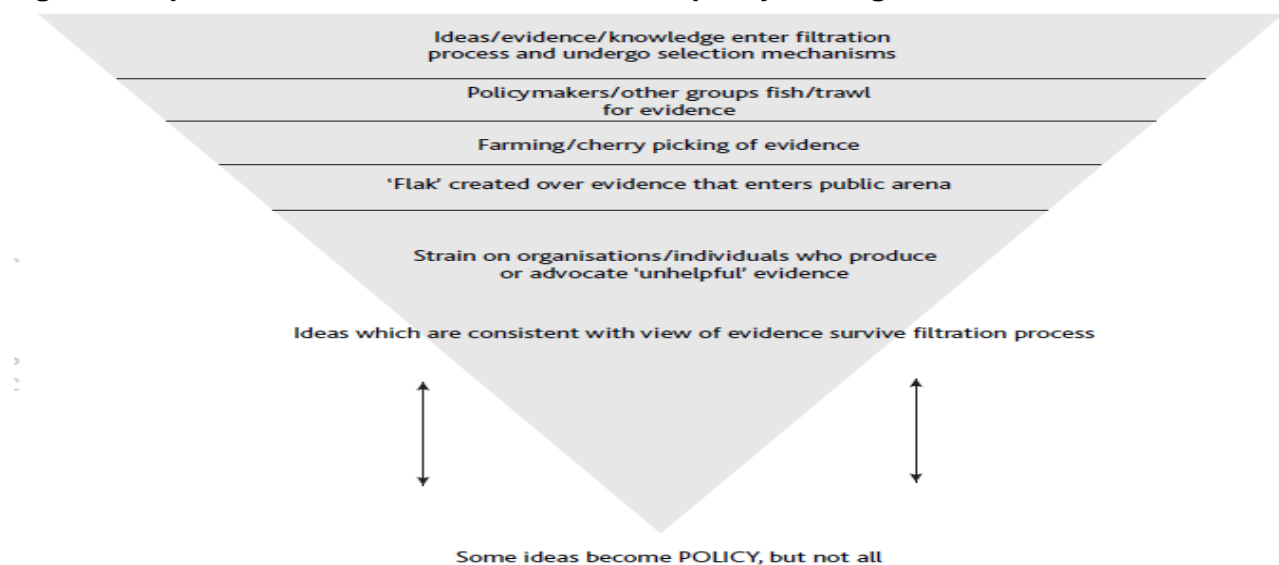 Ideas/evidence/knowledge enter filtration
process and undergo selection mechanisms
Policymakers/other groups fish/trawl
for evidence
Farming/cherry picking of evidence
‘Flak’ created over evidence that enters public arena
Strain on organisations/individuals who produce
or advocate ‘unhelpful’ evidence
Ideas which are consistent with view of evidence survive filtration process
Some ideas become POLICY, but not all